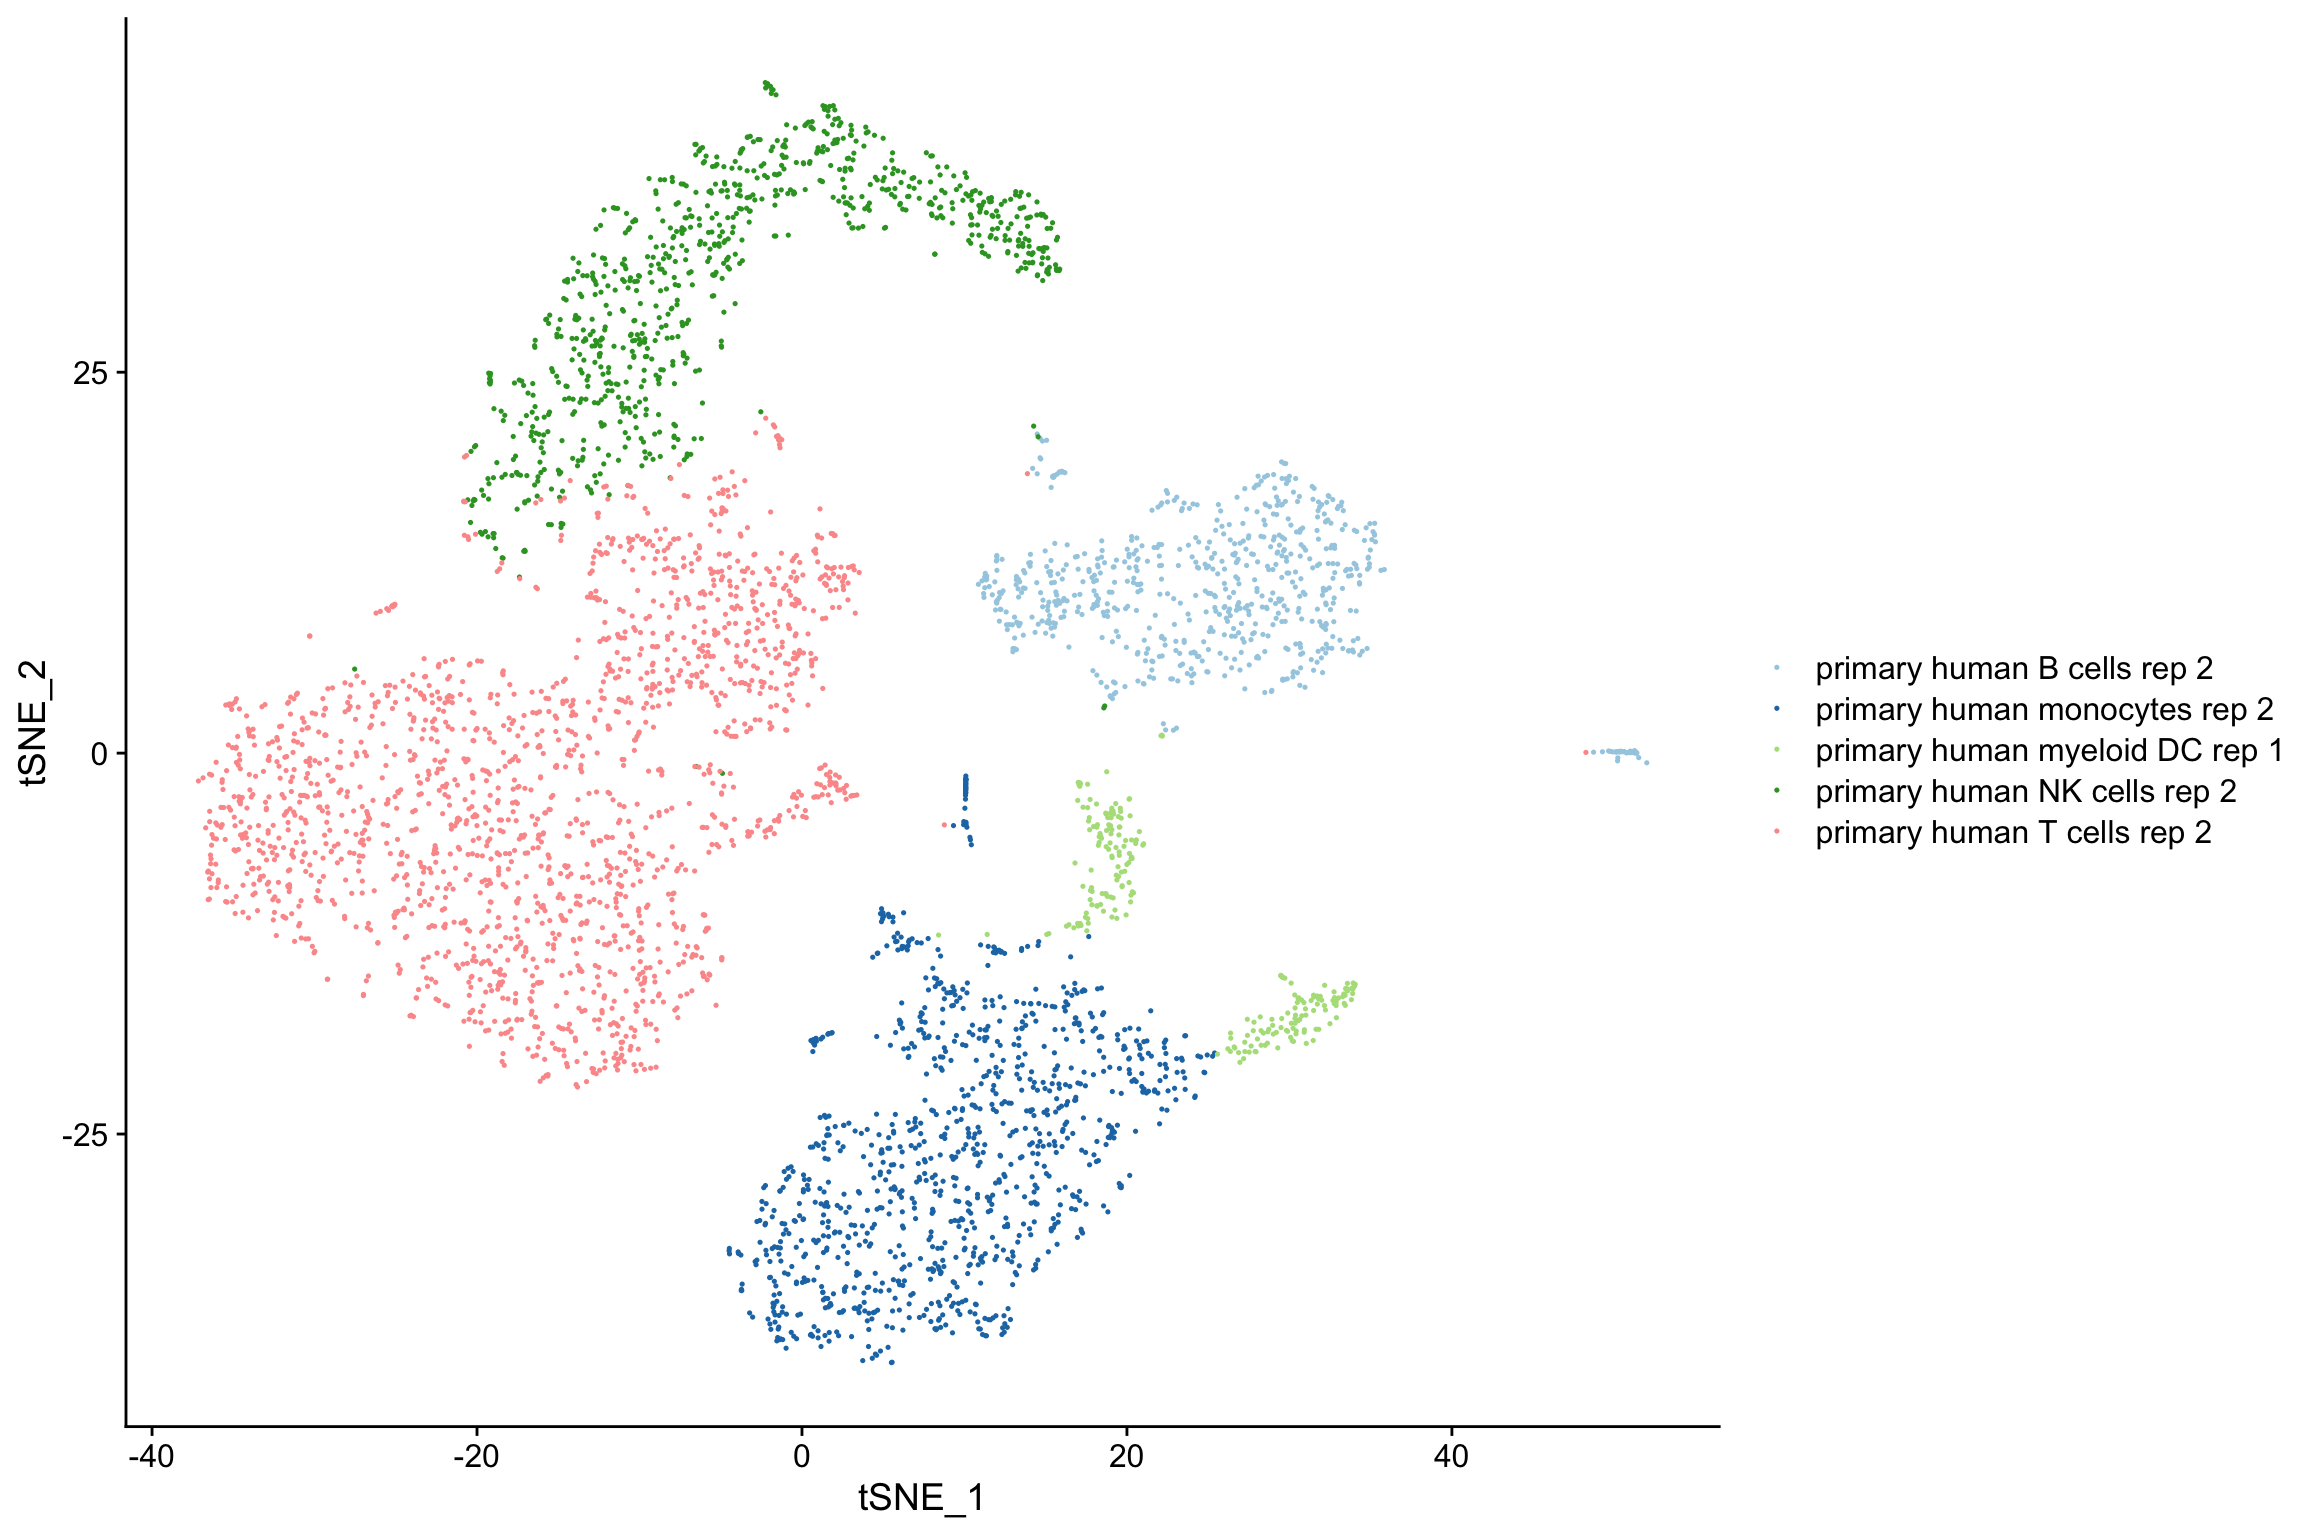 tSNE_2
25
0
-25
-40
-20
0
20
40
tSNE_1
primary human B cells rep 2
primary human monocytes rep 2
primary human myeloid DC rep 1
primary human NK cells rep 2
primary human T cells rep 2